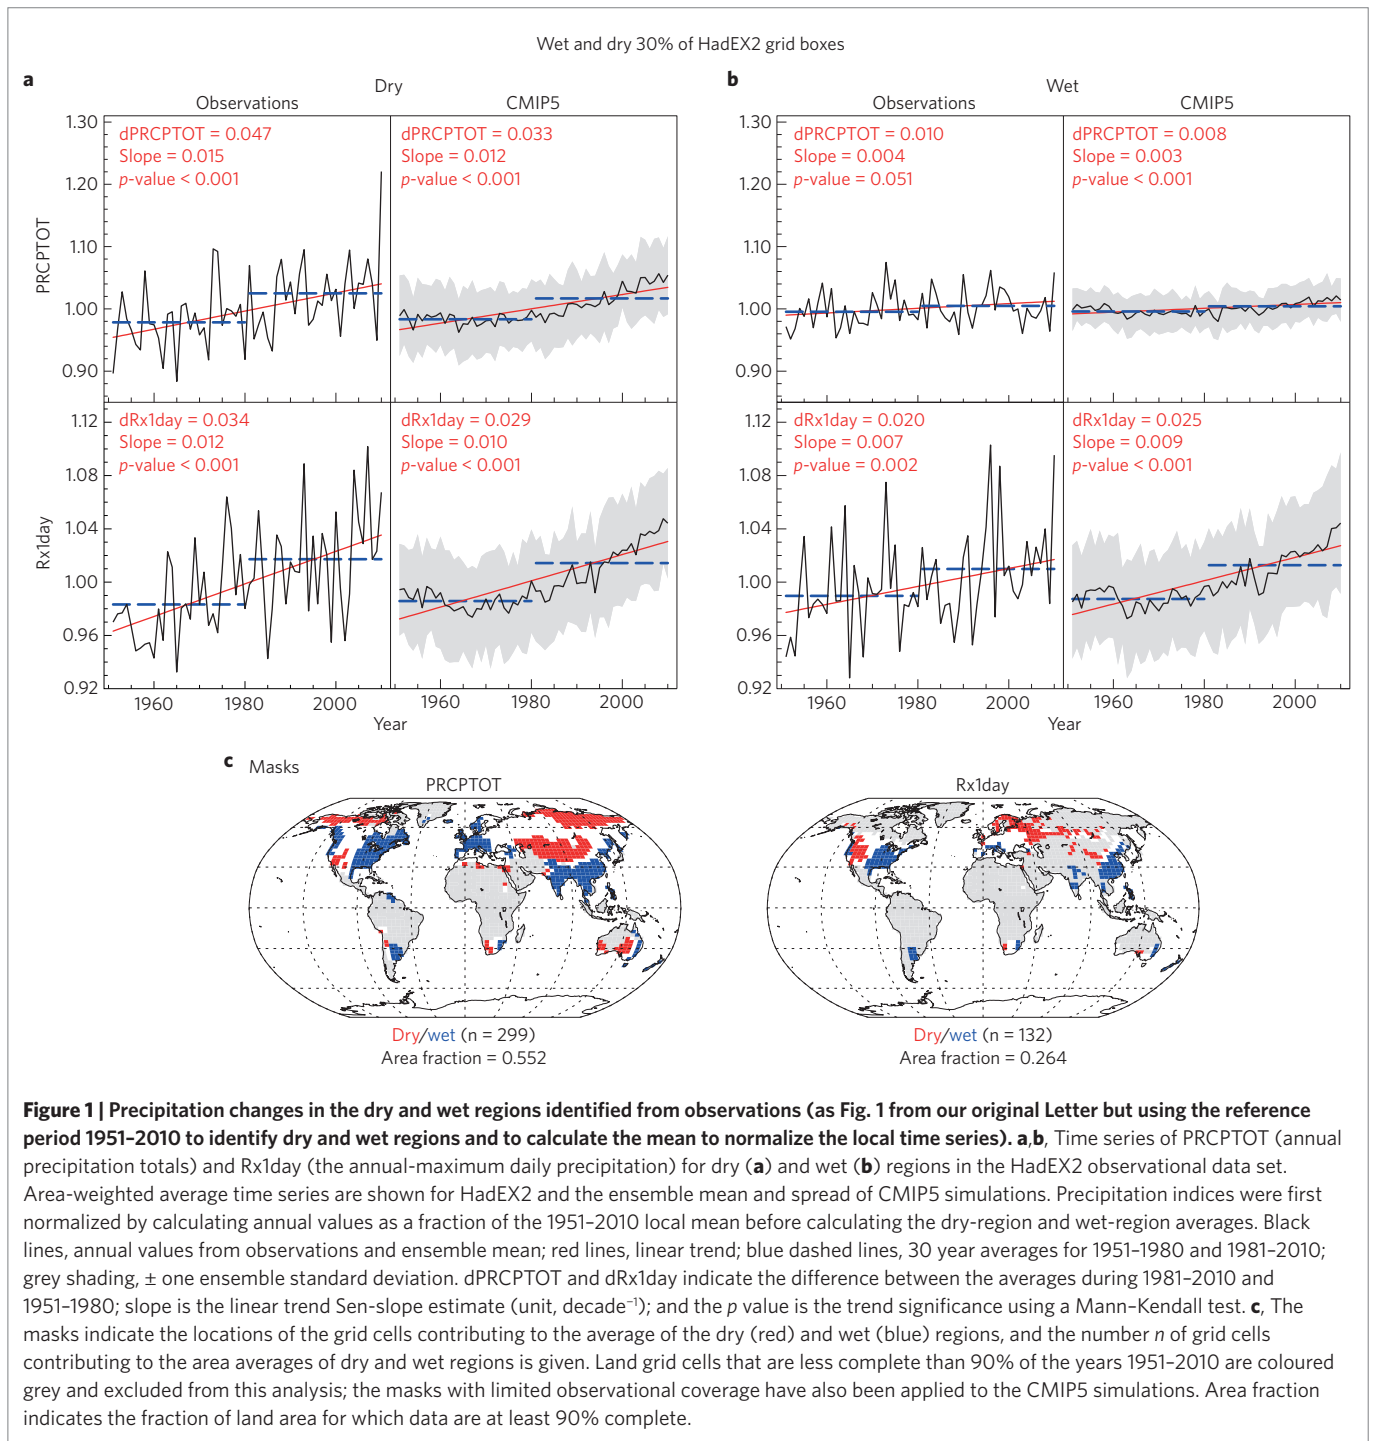 Wet and dry 30% of HadEX2 grid boxes
a
Dry
Observations
CMIP5
b
Wet
Observations
CMIP5
PRCPTOT
1.30
1.20
1.10
1.00
0.90
dPRCPTOT = 0.047
Slope = 0.015
p-value < 0.001
dPRCPTOT = 0.033
Slope = 0.012
p-value < 0.001
1.30
1.20
1.10
1.00
0.90
dPRCPTOT = 0.010
Slope = 0.004
p-value = 0.051
dPRCPTOT = 0.008
Slope = 0.003
p-value < 0.001
Rx1day
1.12
1.08
1.04
1.00
0.96
0.92
dRx1day = 0.034
Slope = 0.012
p-value < 0.001
dRx1day = 0.029
Slope = 0.010
p-value < 0.001
1.12
1.08
1.04
1.00
0.96
0.92
dRx1day = 0.020
Slope = 0.007
p-value = 0.002
dRx1day = 0.025
Slope = 0.009
p-value < 0.001
1960 1980 2000 1960 1980 2000
Year
1960 1980 2000 1960 1980 2000
Year
c Masks
PRCPTOT
Rx1day
Dry/wet (n = 299)
Area fraction = 0.552
Dry/wet (n = 132)
Area fraction = 0.264
Figure 1 | Precipitation changes in the dry and wet regions identified from observations (as Fig. 1 from our original Letter but using the reference
period 1951–2010 to identify dry and wet regions and to calculate the mean to normalize the local time series). a,b, Time series of PRCPTOT (annual
precipitation totals) and Rx1day (the annual-maximum daily precipitation) for dry (a) and wet (b) regions in the HadEX2 observational data set.
Area-weighted average time series are shown for HadEX2 and the ensemble mean and spread of CMIP5 simulations. Precipitation indices were first
normalized by calculating annual values as a fraction of the 1951–2010 local mean before calculating the dry-region and wet-region averages. Black
lines, annual values from observations and ensemble mean; red lines, linear trend; blue dashed lines, 30 year averages for 1951–1980 and 1981–2010;
grey shading, ± one ensemble standard deviation. dPRCPTOT and dRx1day indicate the difference between the averages during 1981–2010 and
1951–1980; slope is the linear trend Sen-slope estimate (unit, decade⁻¹); and the p value is the trend significance using a Mann–Kendall test. c, The
masks indicate the locations of the grid cells contributing to the average of the dry (red) and wet (blue) regions, and the number n of grid cells
contributing to the area averages of dry and wet regions is given. Land grid cells that are less complete than 90% of the years 1951–2010 are coloured
grey and excluded from this analysis; the masks with limited observational coverage have also been applied to the CMIP5 simulations. Area fraction
indicates the fraction of land area for which data are at least 90% complete.